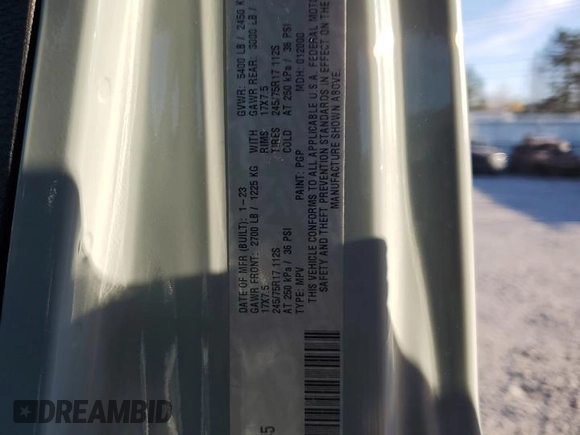 DATE OF MFR (BUILT): 1-23 GVWR: 5400 LB / 2450 K
GAWR FRONT: 2700 LB / 1225 KG WITH GAWR REAR: 3000 LB /
17X7.5 RIMS 17X7.5
245/75R17 112S TIRES 245/75R17 112S
AT 250 kPa / 36 PSI COLD AT 250 kPa / 36 PSI
TYPE: MPV PAINT: PGP MDH: 012000
THIS VEHICLE CONFORMS TO ALL APPLICABLE U.S.A. FEDERAL MOTO
SAFETY AND THEFT PREVENTION STANDARDS IN EFFECT ON THE
MANUFACTURE SHOWN ABOVE.
5
DREAMBID